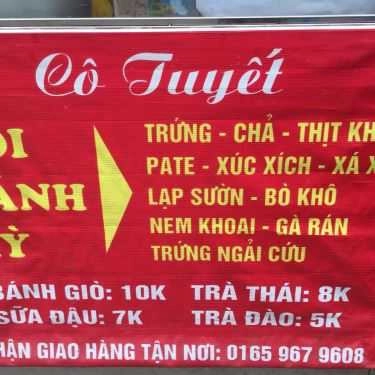 Cô Tuyết
TRỨNG - CHẢ - THỊT KH
PATE - XÚC XÍCH - XÁ X
LẠP SƯỜN - BÒ KHÔ
NEM KHOAI - GÀ RÁN
TRỨNG NGẢI CỨU
ÔI
ÁNH
Ỳ
BÁNH GIÒ: 10K TRÀ THÁI: 8K
SỮA ĐẬU: 7K TRÀ ĐÀO: 5K
HẬN GIAO HÀNG TẬN NƠI: 0165 967 9608